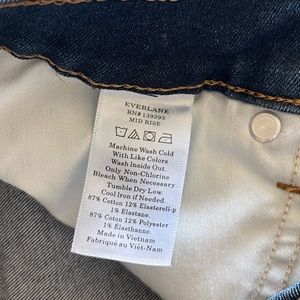 EVERLANE
RN# 139393
MID RISE
Machine Wash Cold
With Like Colors
Wash Inside Out.
Only Non-Chlorine
Bleach When Necessary.
Tumble Dry Low
Cool Iron if Needed.
87% Cotton 12% Elasterell-p
1% Elastane.
87% Coton 12% Polyester
1% Elasthanne.
Made in Vietnam
Fabriqué au Viêt-Nam